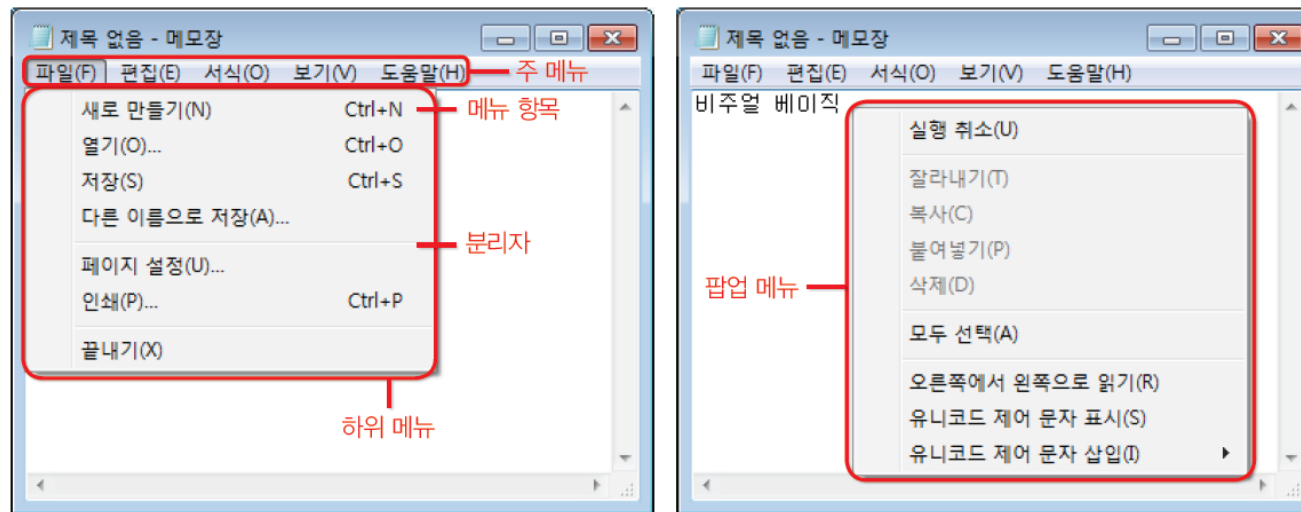 제목 없음 - 메모장
파일(F) 편집(E) 서식(O) 보기(V) 도움말(H) 주 메뉴
새로 만들기(N) Ctrl+N 메뉴 항목
열기(O)... Ctrl+O
저장(S) Ctrl+S
다른 이름으로 저장(A)...
분리자
페이지 설정(U)...
인쇄(P)... Ctrl+P
끝내기(X)
하위 메뉴
제목 없음 - 메모장
파일(F) 편집(E) 서식(O) 보기(V) 도움말(H)
비주얼 베이직
실행 취소(U)
잘라내기(T)
복사(C)
붙여넣기(P)
팝업 메뉴
삭제(D)
모두 선택(A)
오른쪽에서 왼쪽으로 읽기(R)
유니코드 제어 문자 표시(S)
유니코드 제어 문자 삽입(I)